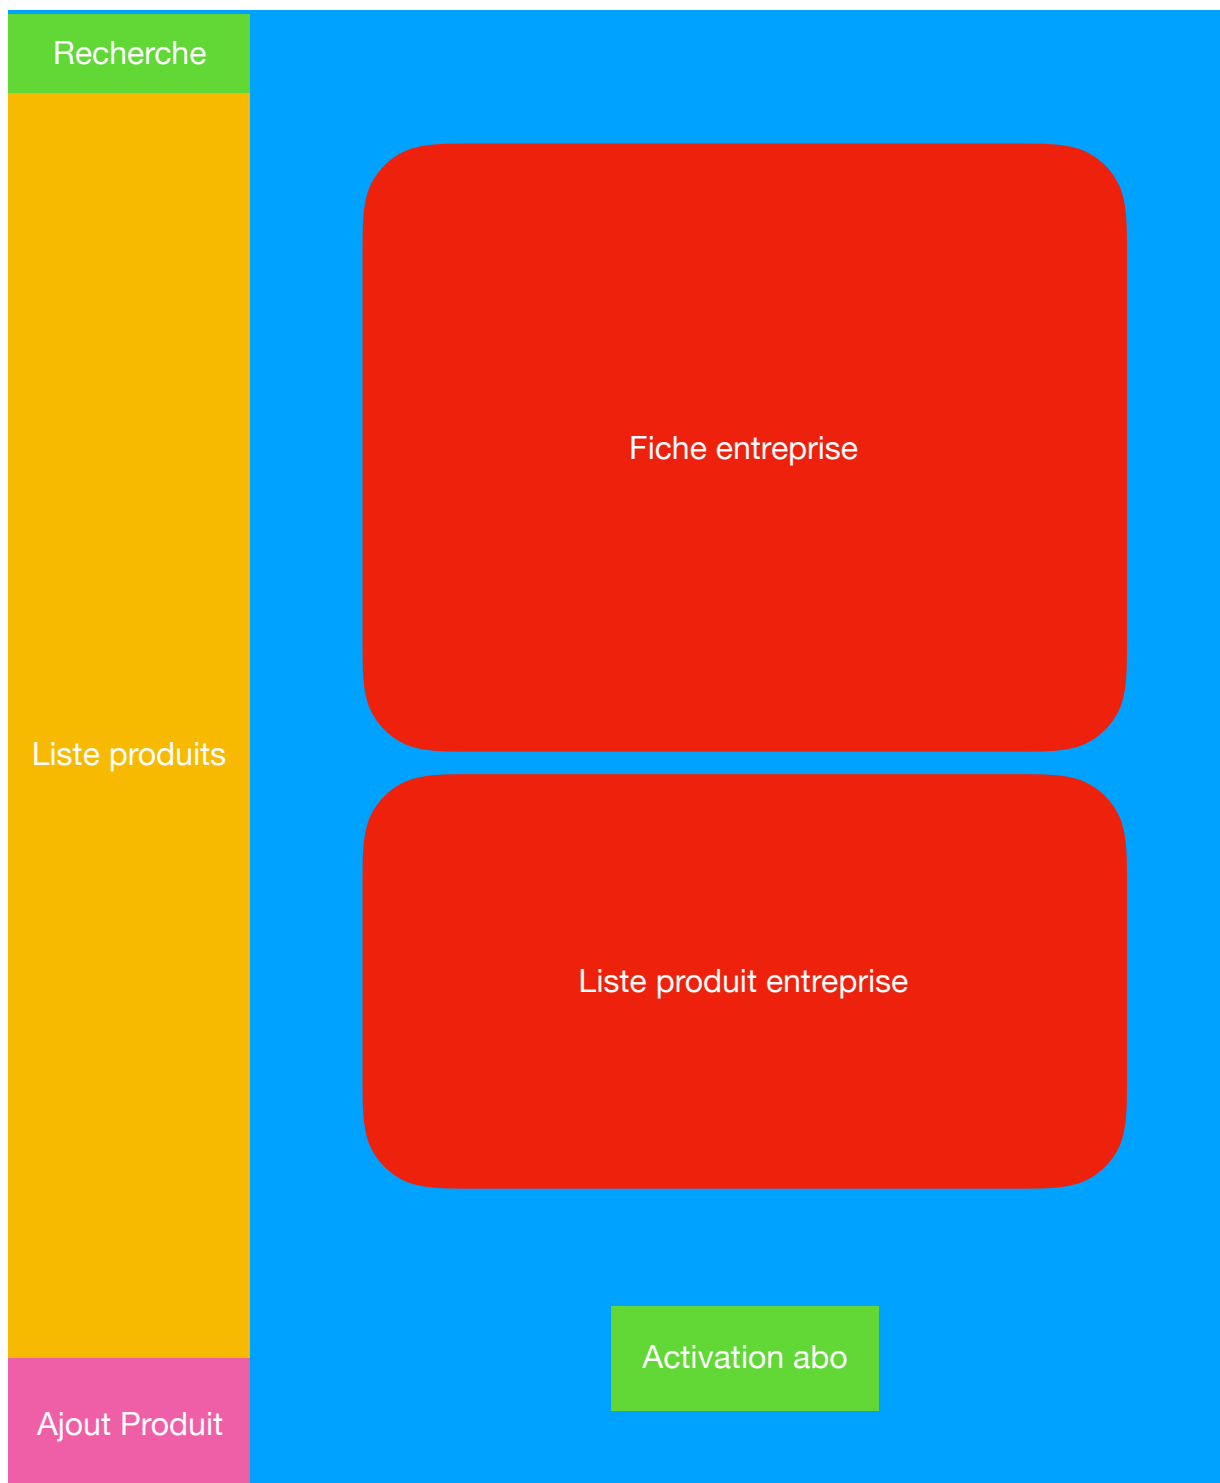 Recherche
Liste produits
Ajout Produit
Fiche entreprise
Liste produit entreprise
Activation abo